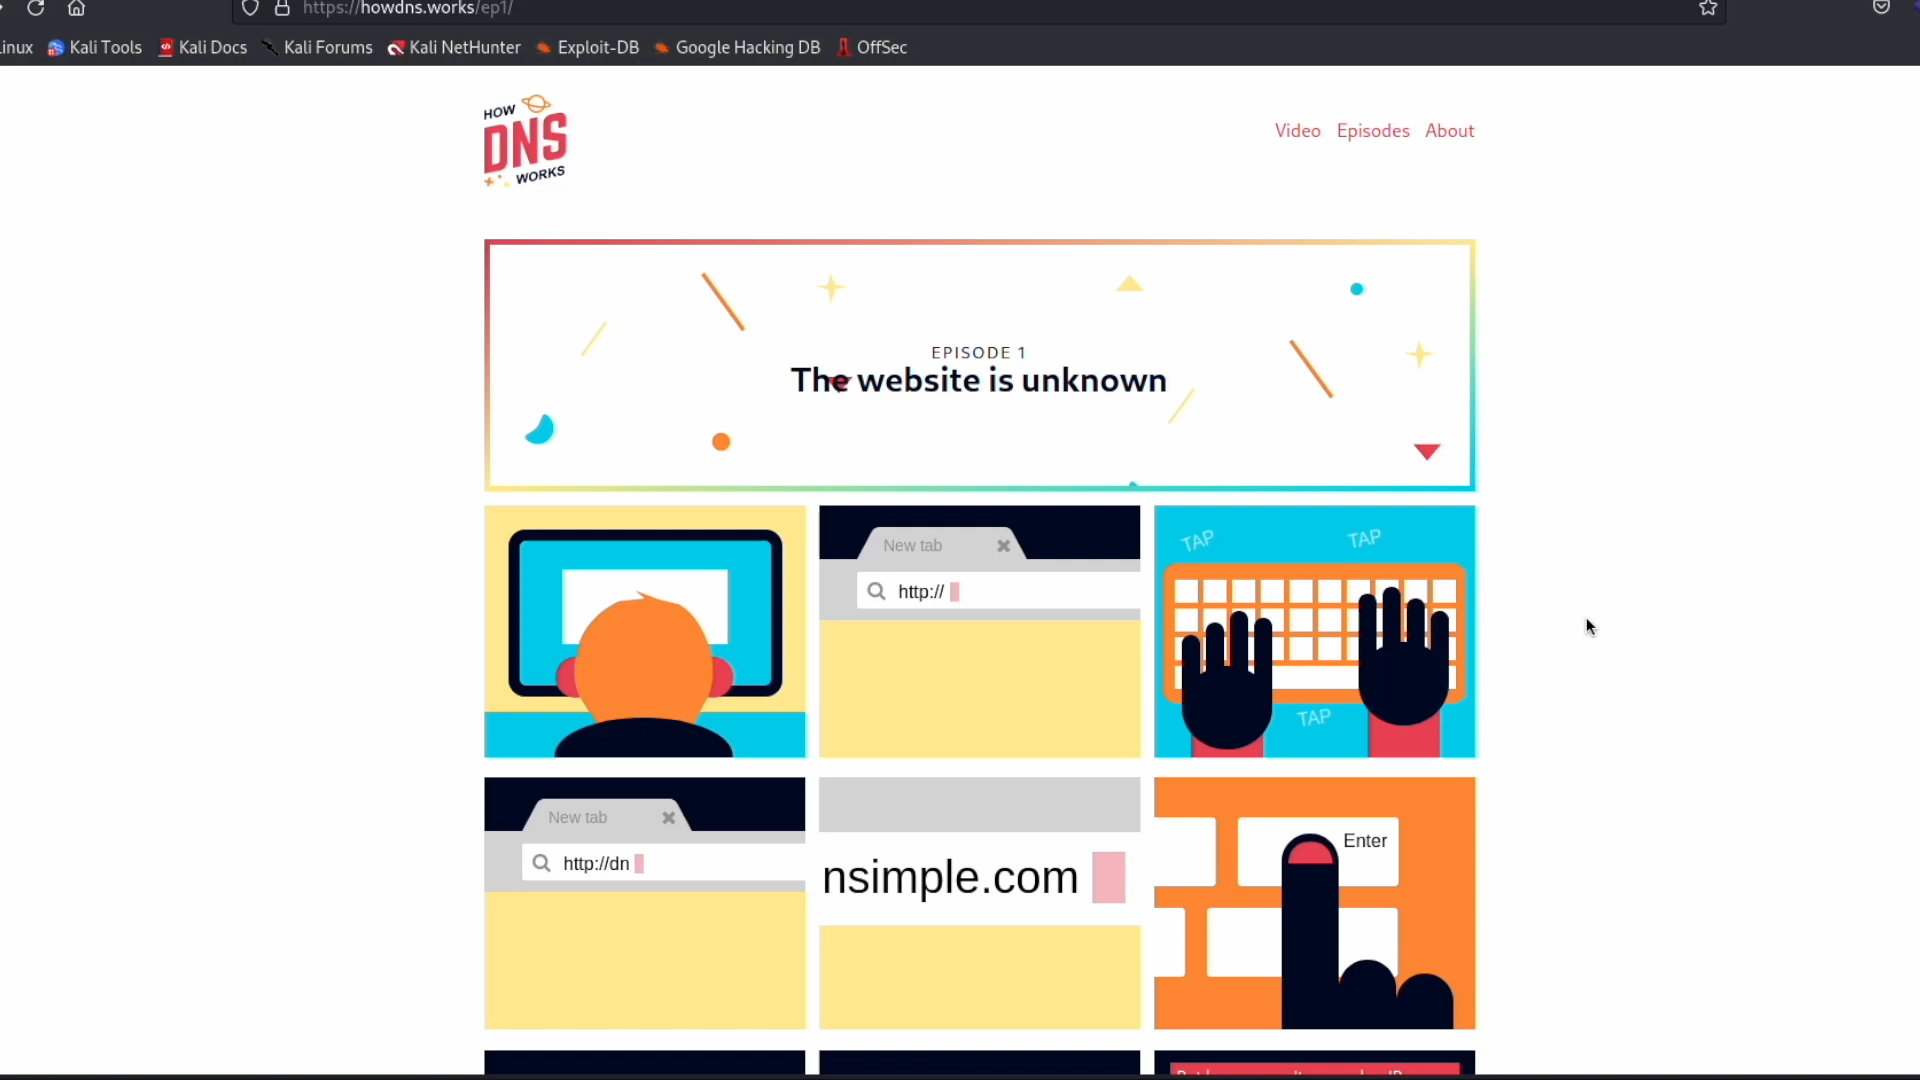 https://howdns.works/ep1/
inux Kali Tools Kali Docs Kali Forums Kali NetHunter Exploit-DB Google Hacking DB OffSec
HOW
DNS
WORKS
Video Episodes About
EPISODE 1
The website is unknown
New tab
http://
TAP TAP
TAP
New tab
http://dn
nsimple.com
Enter